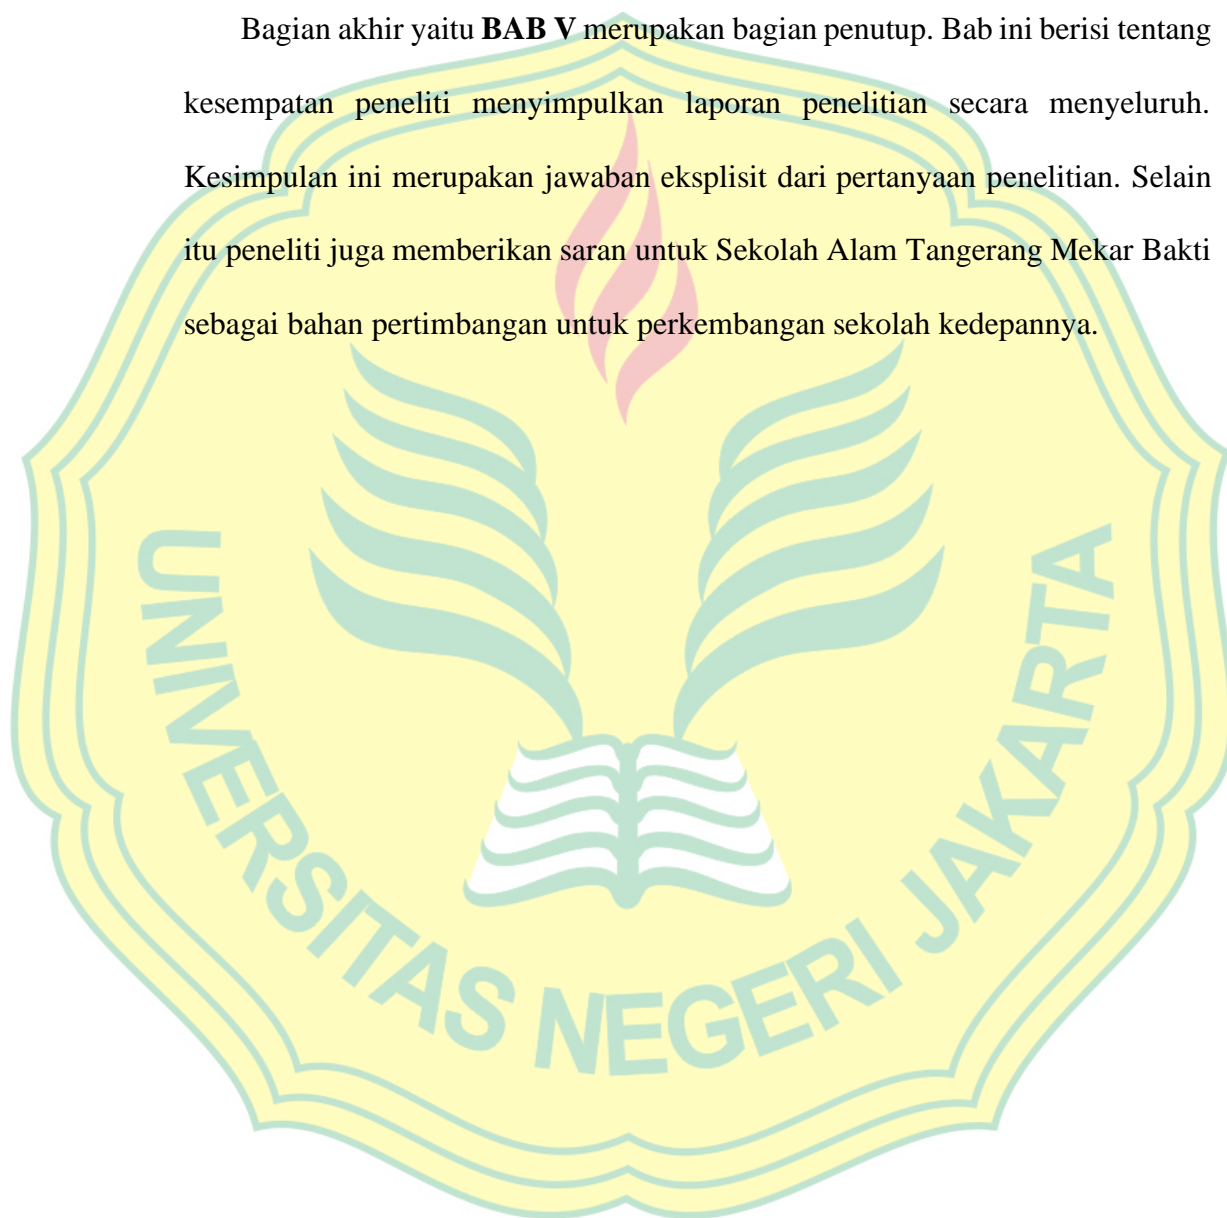 Bagian akhir yaitu BAB V merupakan bagian penutup. Bab ini berisi tentang
kesempatan peneliti menyimpulkan laporan penelitian secara menyeluruh.
Kesimpulan ini merupakan jawaban eksplisit dari pertanyaan penelitian. Selain
itu peneliti juga memberikan saran untuk Sekolah Alam Tangerang Mekar Bakti
sebagai bahan pertimbangan untuk perkembangan sekolah kedepannya.
UNIVERSITAS NEGERI JAKARTA